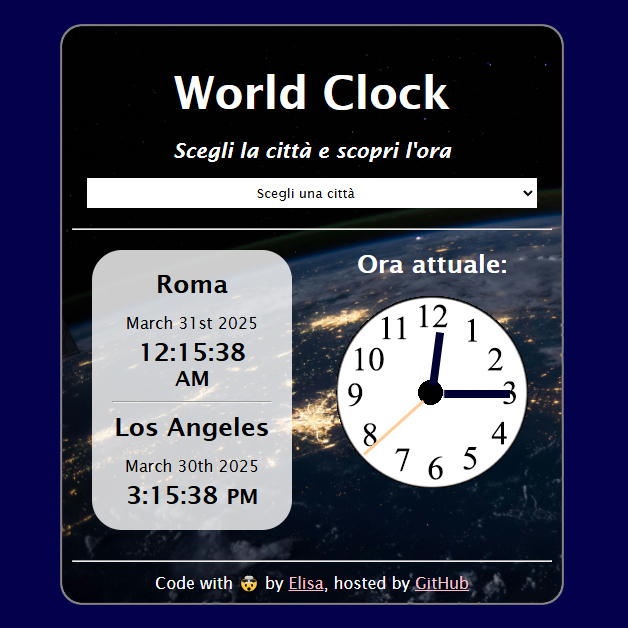 World Clock
Scegli la città e scopri l'ora
Scegli una città
Roma
March 31st 2025
12:15:38
AM
Los Angeles
March 30th 2025
3:15:38 PM
Ora attuale:
12
1
2
3
4
5
6
7
8
9
10
11
Code with 🤯 by Elisa, hosted by GitHub